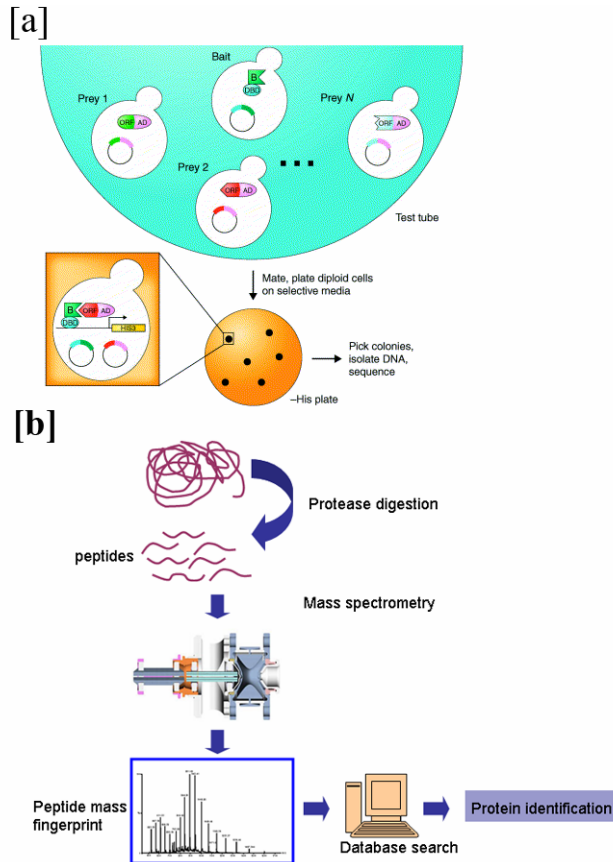 [a]
Bait
B
DBD
Prey 1
ORF AD
Prey N
ORF AD
Prey 2
ORF AD
Test tube
Mate, plate diploid cells
on selective media
B
ORF AD
DBD
HIS3
Pick colonies,
isolate DNA,
sequence
–His plate
[b]
Protease digestion
peptides
Mass spectrometry
Peptide mass
fingerprint
Database search
Protein identification